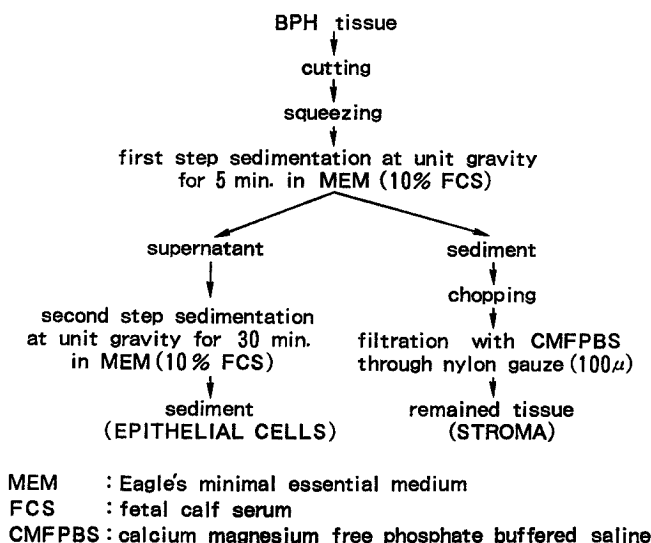 BPH tissue
cutting
squeezing
first step sedimentation at unit gravity
for 5 min. in MEM (10% FCS)
supernatant
second step sedimentation
at unit gravity for 30 min.
in MEM (10% FCS)
sediment
(EPITHELIAL CELLS)
sediment
chopping
filtration with CMFPBS
through nylon gauze (100μ)
remained tissue
(STROMA)
MEM : Eagle's minimal essential medium
FCS : fetal calf serum
CMFPBS : calcium magnesium free phosphate buffered saline